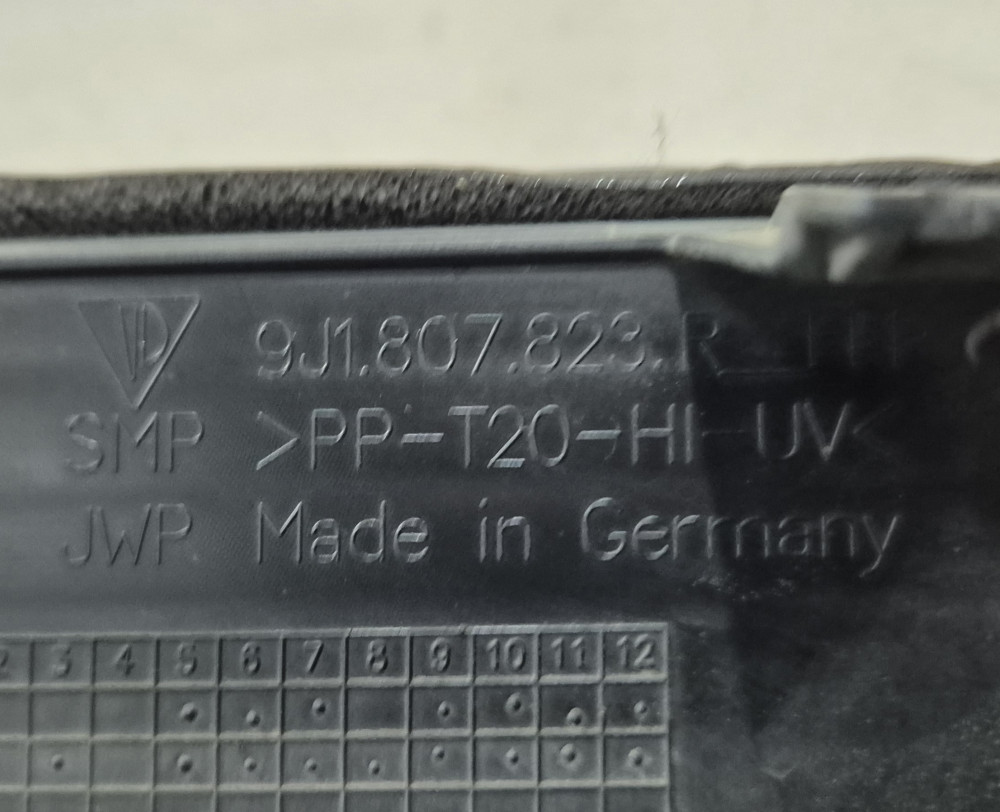 9J1.807.823.R
SMP >PP-T20-HI-UV<
JWP Made in Germany
3 4 5 6 7 8 9 10 11 12